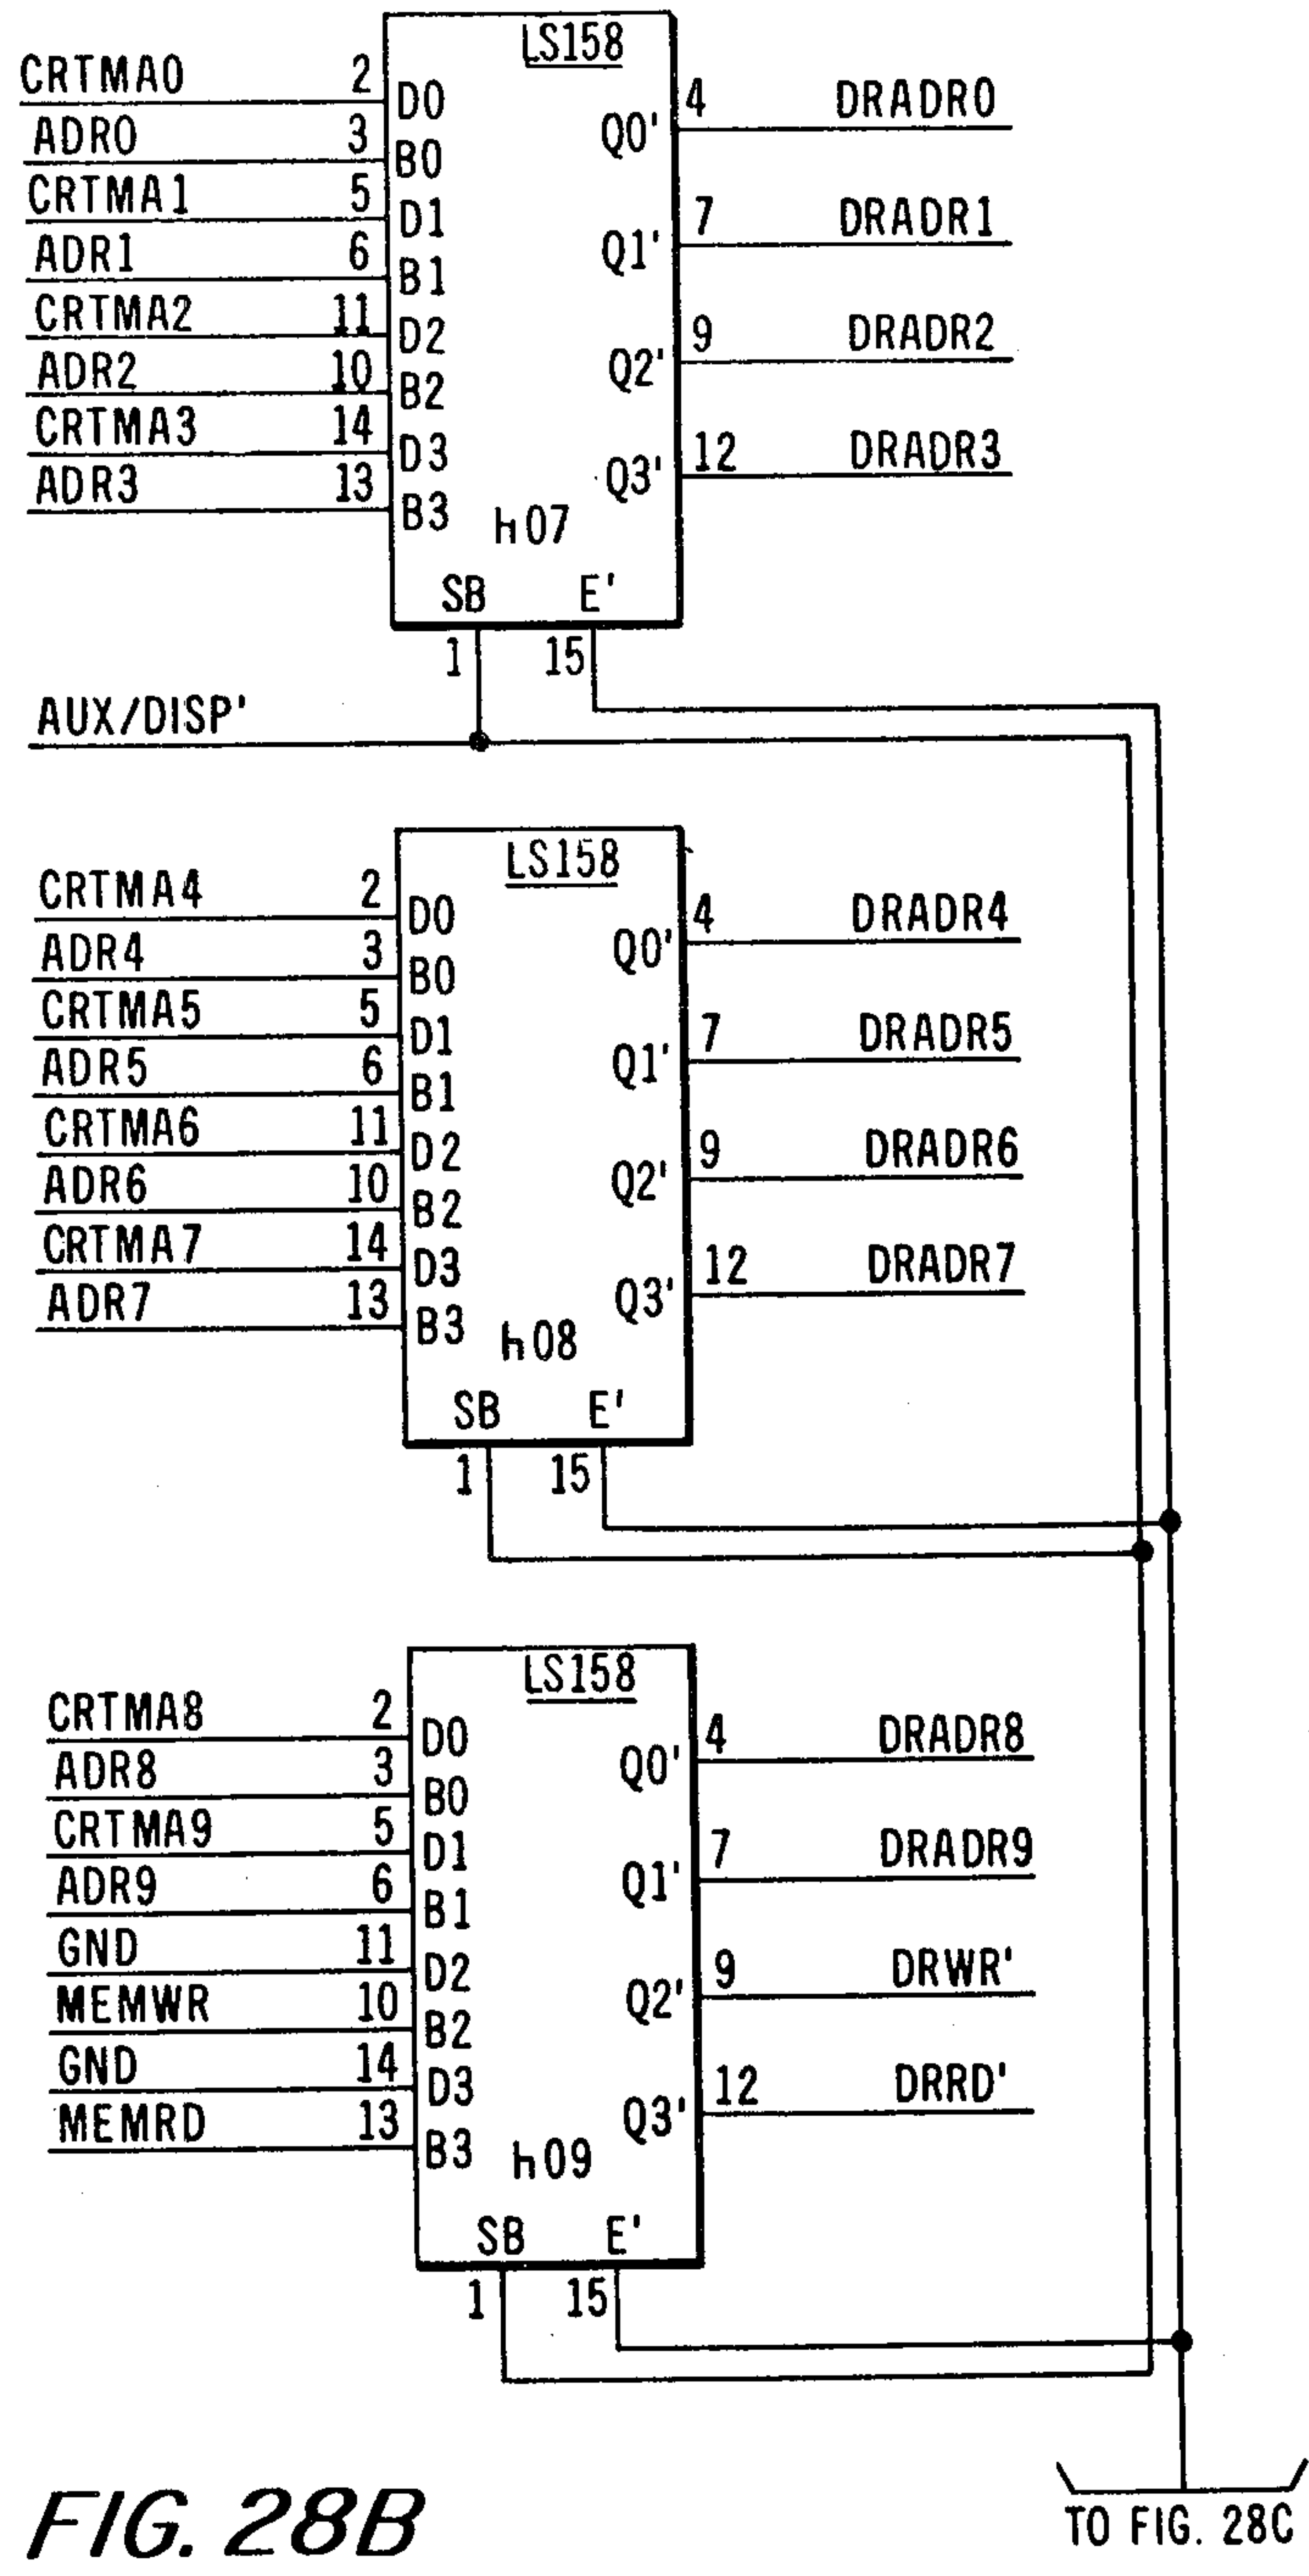 LS158
CRTMA0 2 D0
ADR0 3 B0
CRTMA1 5 D1
ADR1 6 B1
CRTMA2 11 D2
ADR2 10 B2
CRTMA3 14 D3
ADR3 13 B3
Q0' 4 DRADR0
Q1' 7 DRADR1
Q2' 9 DRADR2
Q3' 12 DRADR3
h07
SB E'
1 15
AUX/DISP'
LS158
CRTMA4 2 D0
ADR4 3 B0
CRTMA5 5 D1
ADR5 6 B1
CRTMA6 11 D2
ADR6 10 B2
CRTMA7 14 D3
ADR7 13 B3
Q0' 4 DRADR4
Q1' 7 DRADR5
Q2' 9 DRADR6
Q3' 12 DRADR7
h08
SB E'
1 15
LS158
CRTMA8 2 D0
ADR8 3 B0
CRTMA9 5 D1
ADR9 6 B1
GND 11 D2
MEMWR 10 B2
GND 14 D3
MEMRD 13 B3
Q0' 4 DRADR8
Q1' 7 DRADR9
Q2' 9 DRWR'
Q3' 12 DRRD'
h09
SB E'
1 15
TO FIG. 28C
FIG. 28B